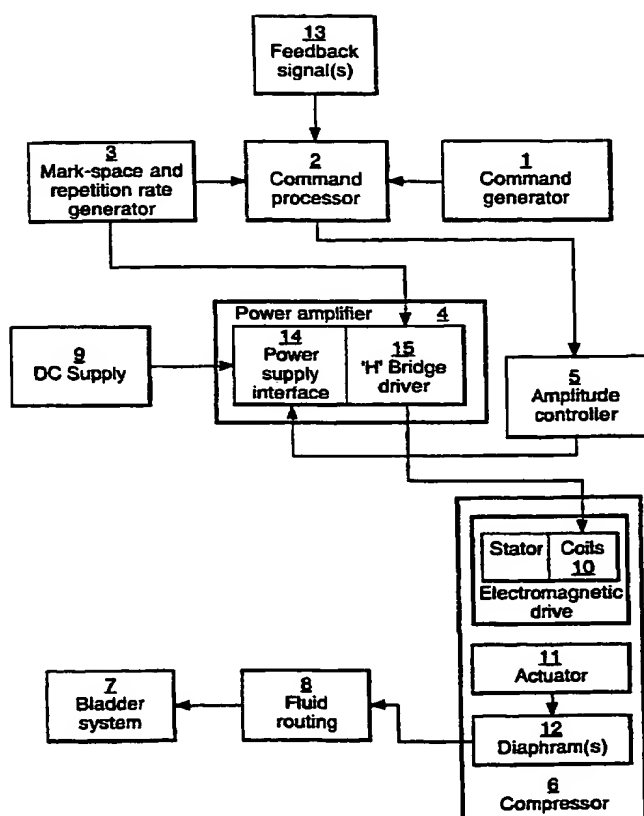 13
Feedback
signal(s)
3
Mark-space and
repetition rate
generator
2
Command
processor
1
Command
generator
Power amplifier
4
9
DC Supply
14
Power
supply
interface
15
'H' Bridge
driver
5
Amplitude
controller
Stator
Coils
10
Electromagnetic
drive
11
Actuator
7
Bladder
system
8
Fluid
routing
12
Diaphram(s)
6
Compressor